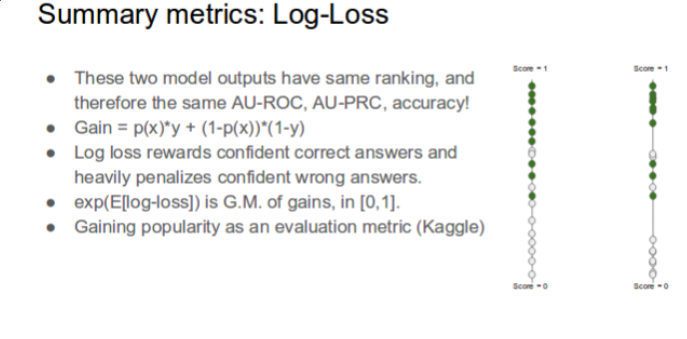 Summary metrics: Log-Loss
● These two model outputs have same ranking, and
therefore the same AU-ROC, AU-PRC, accuracy!
● Gain = p(x)*y + (1-p(x))*(1-y)
● Log loss rewards confident correct answers and
heavily penalizes confident wrong answers.
● exp(E[log-loss]) is G.M. of gains, in [0,1].
● Gaining popularity as an evaluation metric (Kaggle)
Score = 1
Score = 1
Score = 0
Score = 0